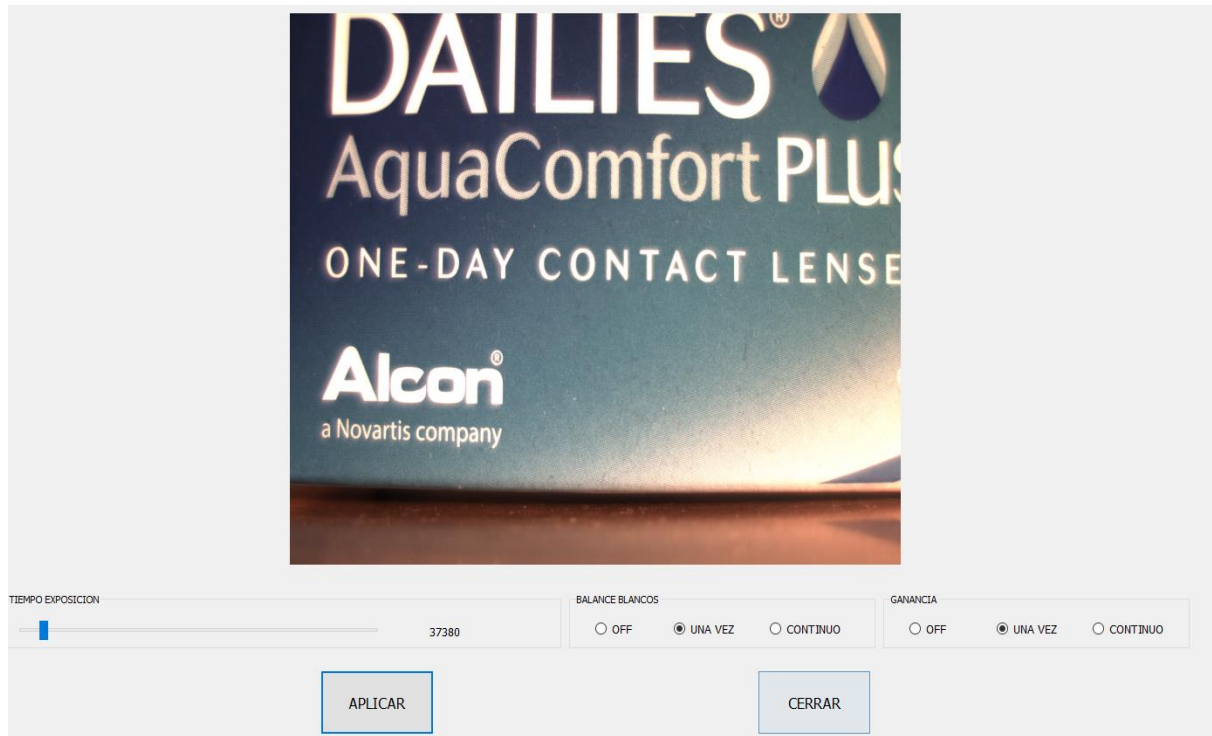 DAILIES®
AquaComfort PLUS
ONE-DAY CONTACT LENSE
Alcon®
a Novartis company
TIEMPO EXPOSICION
37380
BALANCE BLANCOS
OFF UNA VEZ CONTINUO
GANANCIA
OFF UNA VEZ CONTINUO
APLICAR
CERRAR